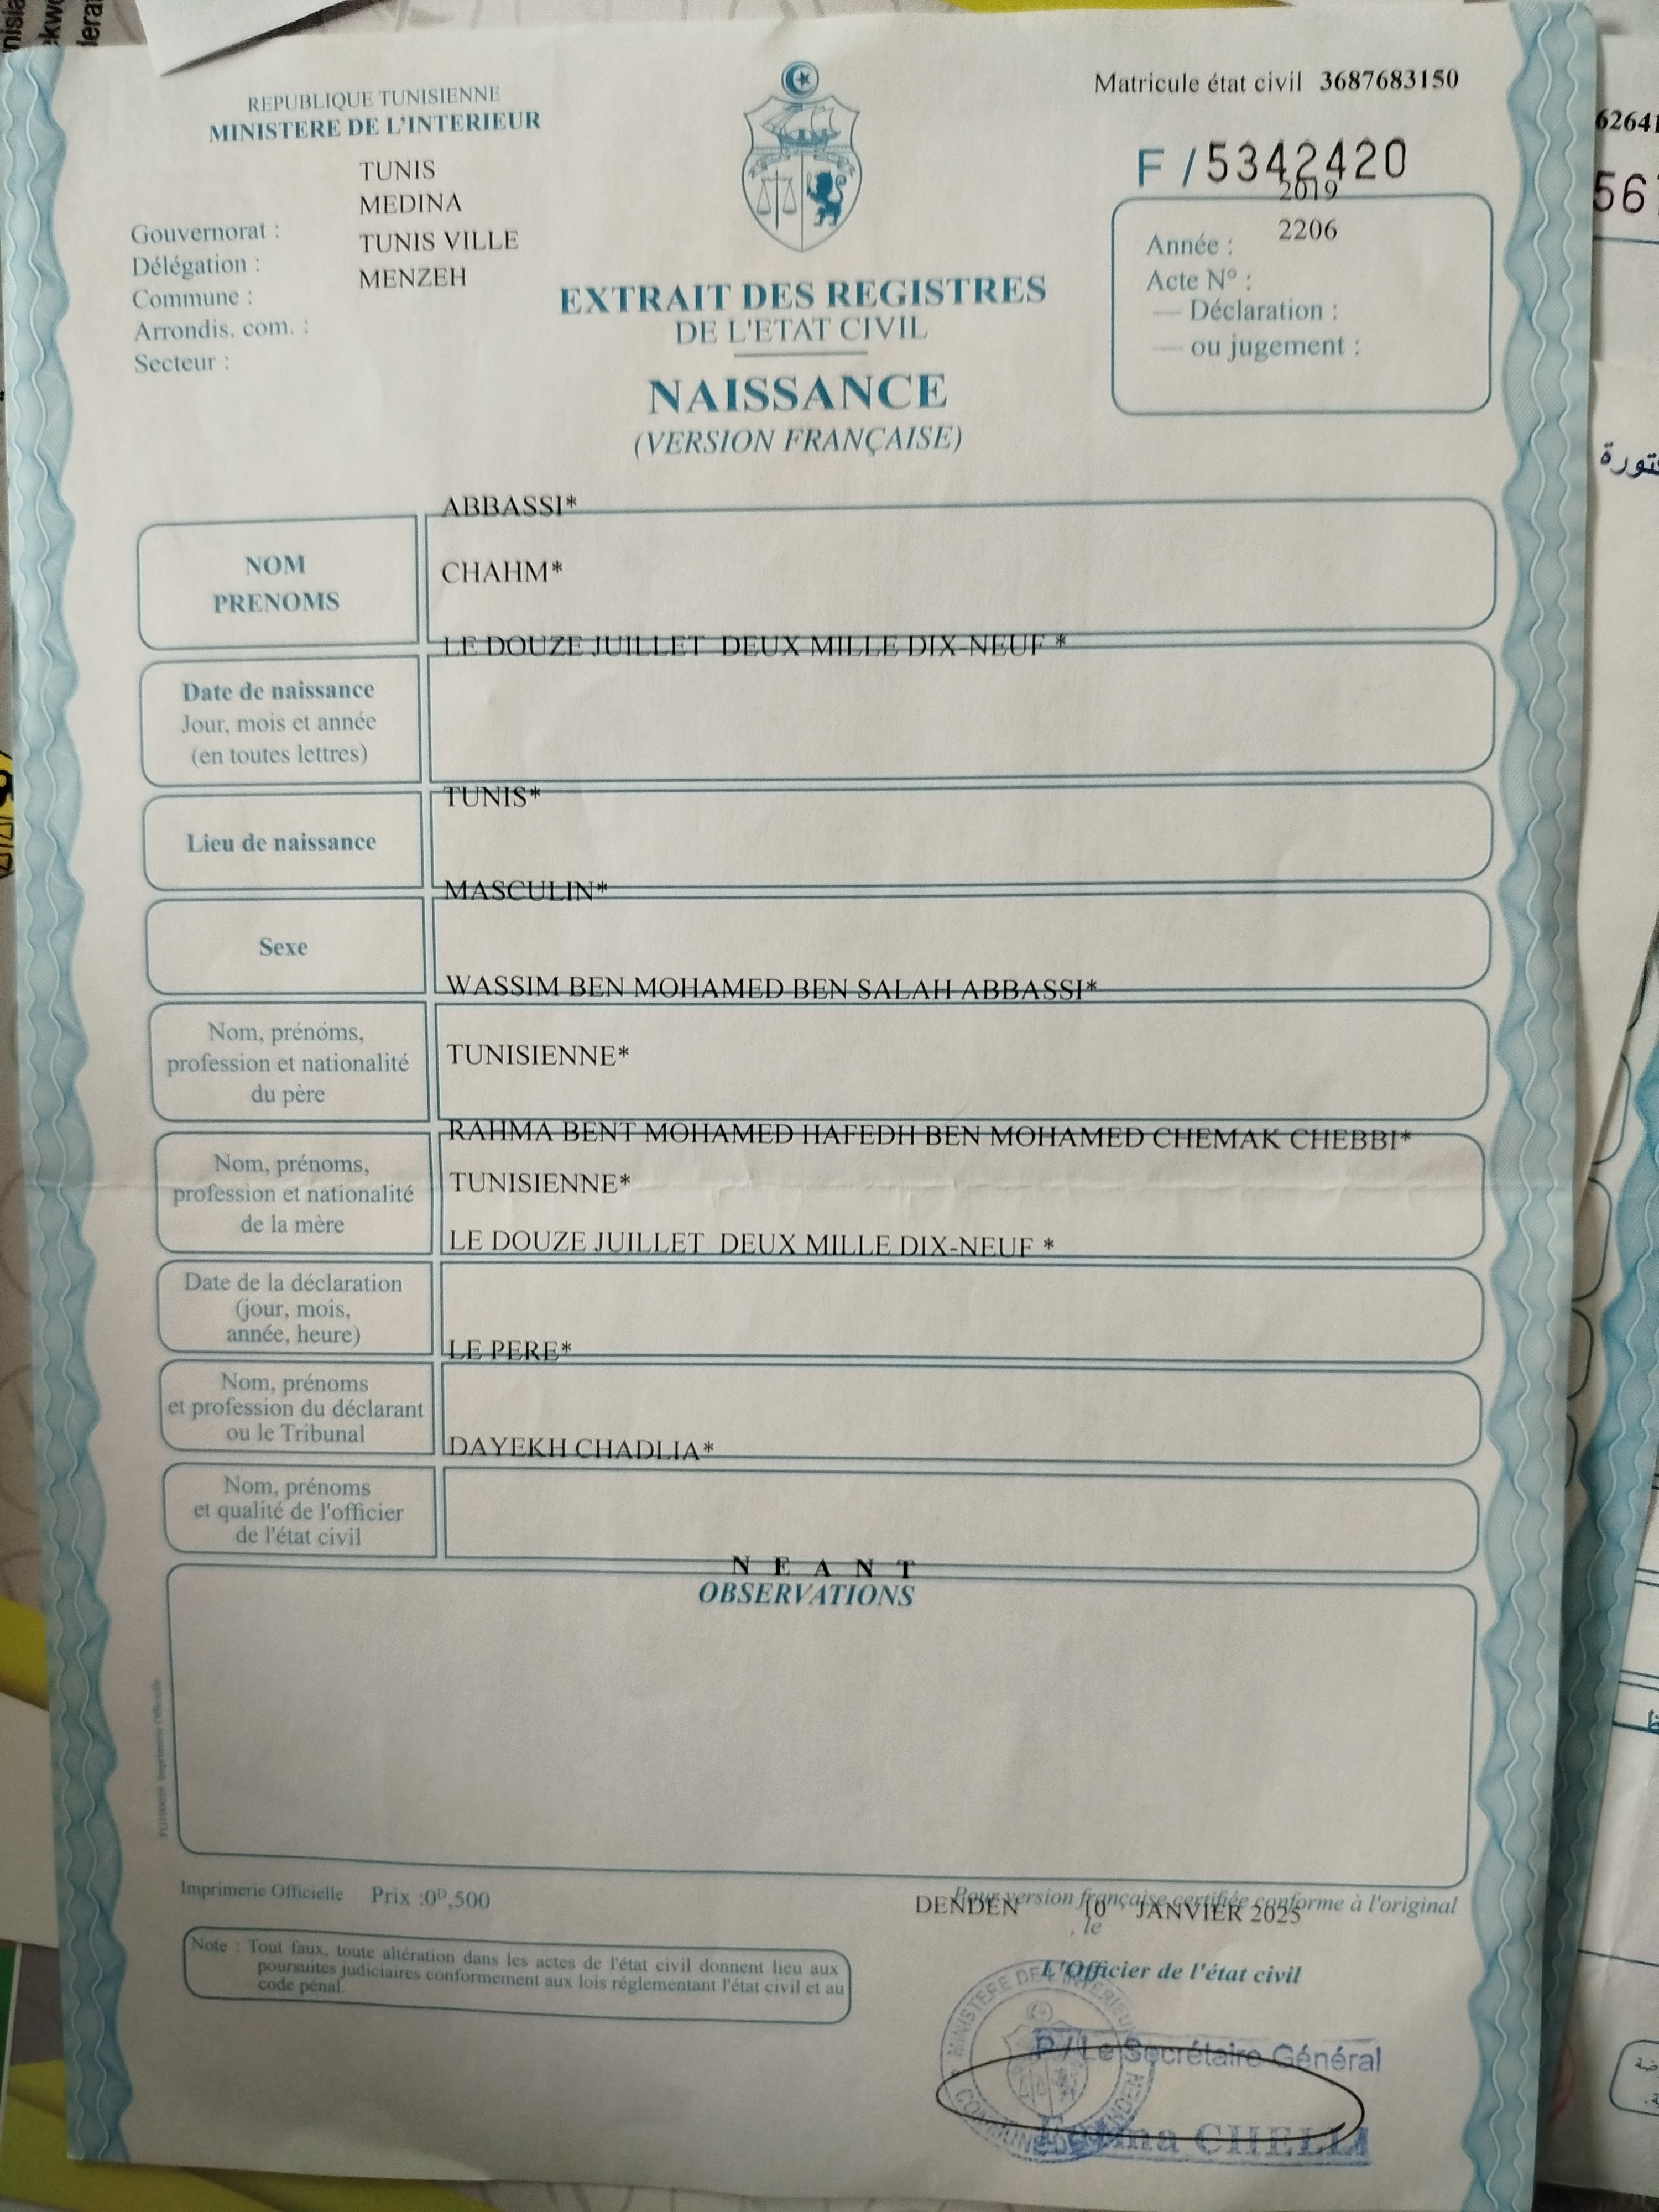 REPUBLIQUE TUNISIENNE
MINISTERE DE L'INTERIEUR
TUNIS
MEDINA
TUNIS VILLE
MENZEH
Gouvernorat :
Délégation :
Commune :
Arrondis. com. :
Secteur :
EXTRAIT DES REGISTRES
DE L'ETAT CIVIL
NAISSANCE
(VERSION FRANÇAISE)
Matricule état civil 3687683150
F / 5342420
2019
2206
Année :
Acte N° :
— Déclaration :
— ou jugement :
NOM
PRENOMS
ABBASSI*
CHAHM*
Date de naissance
Jour, mois et année
(en toutes lettres)
LE DOUZE JUILLET DEUX MILLE DIX-NEUF *
Lieu de naissance
TUNIS*
Sexe
MASCULIN*
Nom, prénoms,
profession et nationalité
du père
WASSIM BEN MOHAMED BEN SALAH ABBASSI*
TUNISIENNE*
Nom, prénoms,
profession et nationalité
de la mère
RAHMA BENT MOHAMED HAFEDH BEN MOHAMED CHEMAK CHEBBI*
TUNISIENNE*
Date de la déclaration
(jour, mois,
année, heure)
LE DOUZE JUILLET DEUX MILLE DIX-NEUF *
Nom, prénoms
et profession du déclarant
ou le Tribunal
LE PERE*
Nom, prénoms
et qualité de l'officier
de l'état civil
DAYEKH CHADLIA*
N E A N T
OBSERVATIONS
Imprimerie Officielle Prix :0ᴰ,500
Note : Tout faux, toute altération dans les actes de l'état civil donnent lieu aux
poursuites judiciaires conformement aux lois réglementant l'état civil et au
code pénal.
Pour version française certifiée conforme à l'original
DENDEN 10 JANVIER 2025
, le
L'Officier de l'état civil
MINISTERE DE L'INTERIEUR
P / Le Secrétaire Général
CHELLI
62641
56